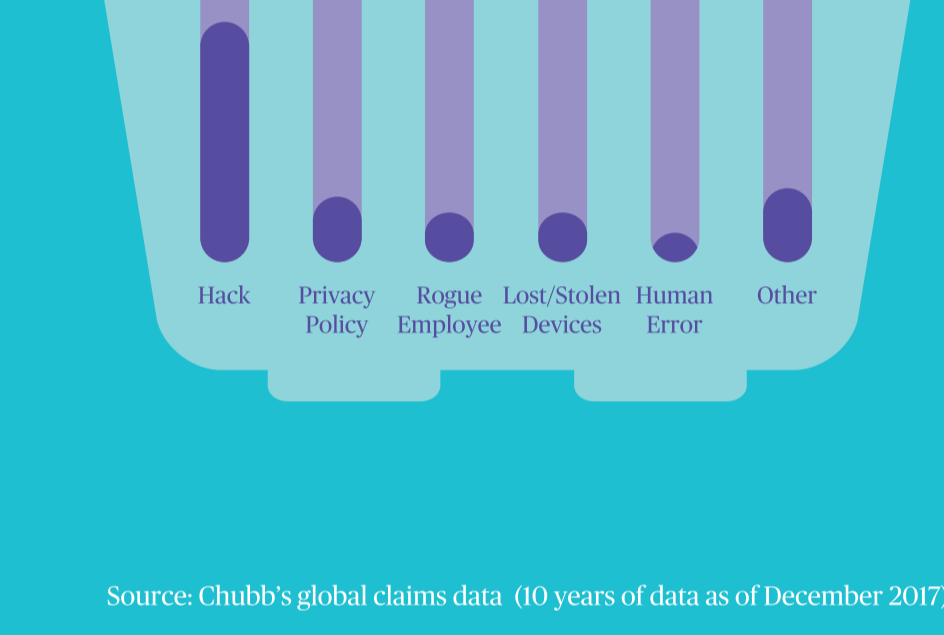 Hack
Privacy
Policy
Rogue
Employee
Lost/Stolen
Devices
Human
Error
Other
Source: Chubb’s global claims data (10 years of data as of December 2017)